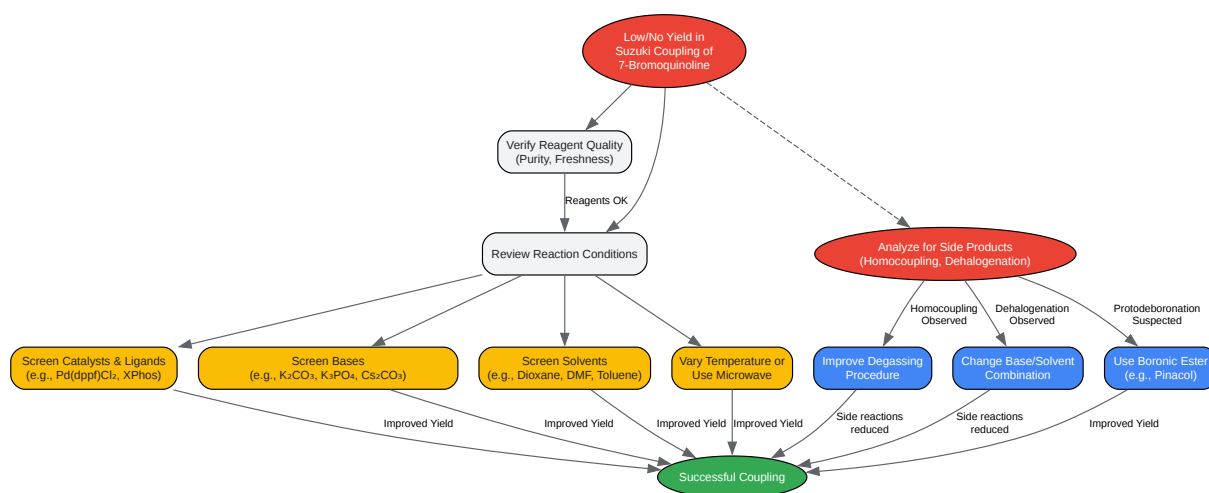 Low/No Yield in
Suzuki Coupling of
7-Bromoquinoline
Verify Reagent Quality
(Purity, Freshness)
Reagents OK
Review Reaction Conditions
Analyze for Side Products
(Homocoupling, Dehalogenation)
Homocoupling
Observed
Dehalogenation
Observed
Protodeboronation
Suspected
Screen Catalysts & Ligands
(e.g., Pd(dppf)Cl₂, XPhos)
Screen Bases
(e.g., K₂CO₃, K₃PO₄, Cs₂CO₃)
Screen Solvents
(e.g., Dioxane, DMF, Toluene)
Vary Temperature or
Use Microwave
Improve Degassing
Procedure
Change Base/Solvent
Combination
Use Boronic Ester
(e.g., Pinacol)
Improved Yield
Improved Yield
Improved Yield
Improved Yield
Side reactions
reduced
Side reactions
reduced
Improved Yield
Successful Coupling